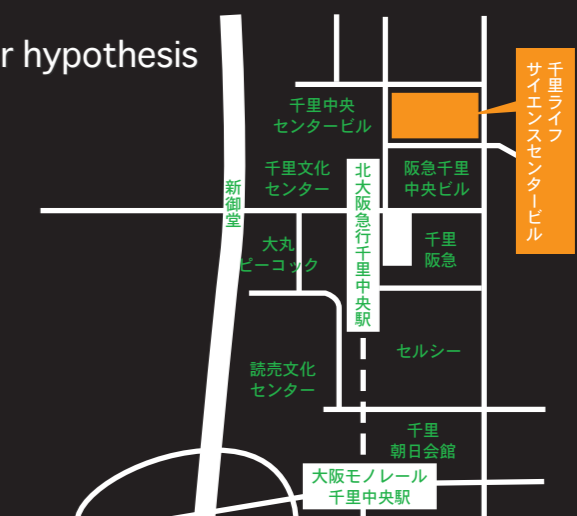 r hypothesis
千里ライフ
サイエンスセンタービル
千里中央
センタービル
千里文化
センター
北大阪急行千里中央駅
阪急千里
中央ビル
新御堂
大丸
ピーコック
千里
阪急
セルシー
読売文化
センター
千里
朝日会館
大阪モノレール
千里中央駅